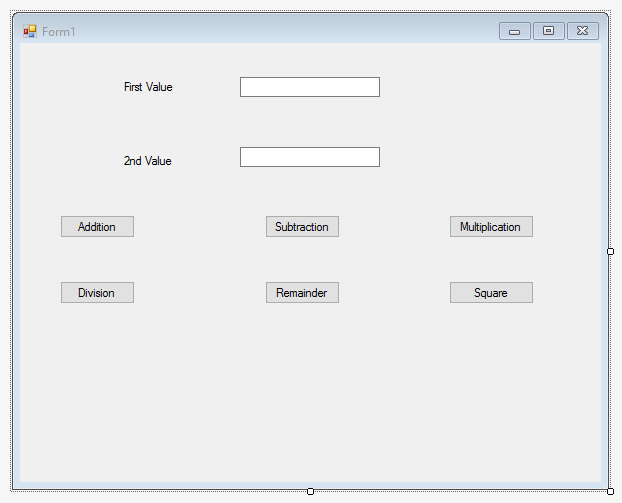 Form1
First Value
2nd Value
Addition Subtraction Multiplication
Division Remainder Square